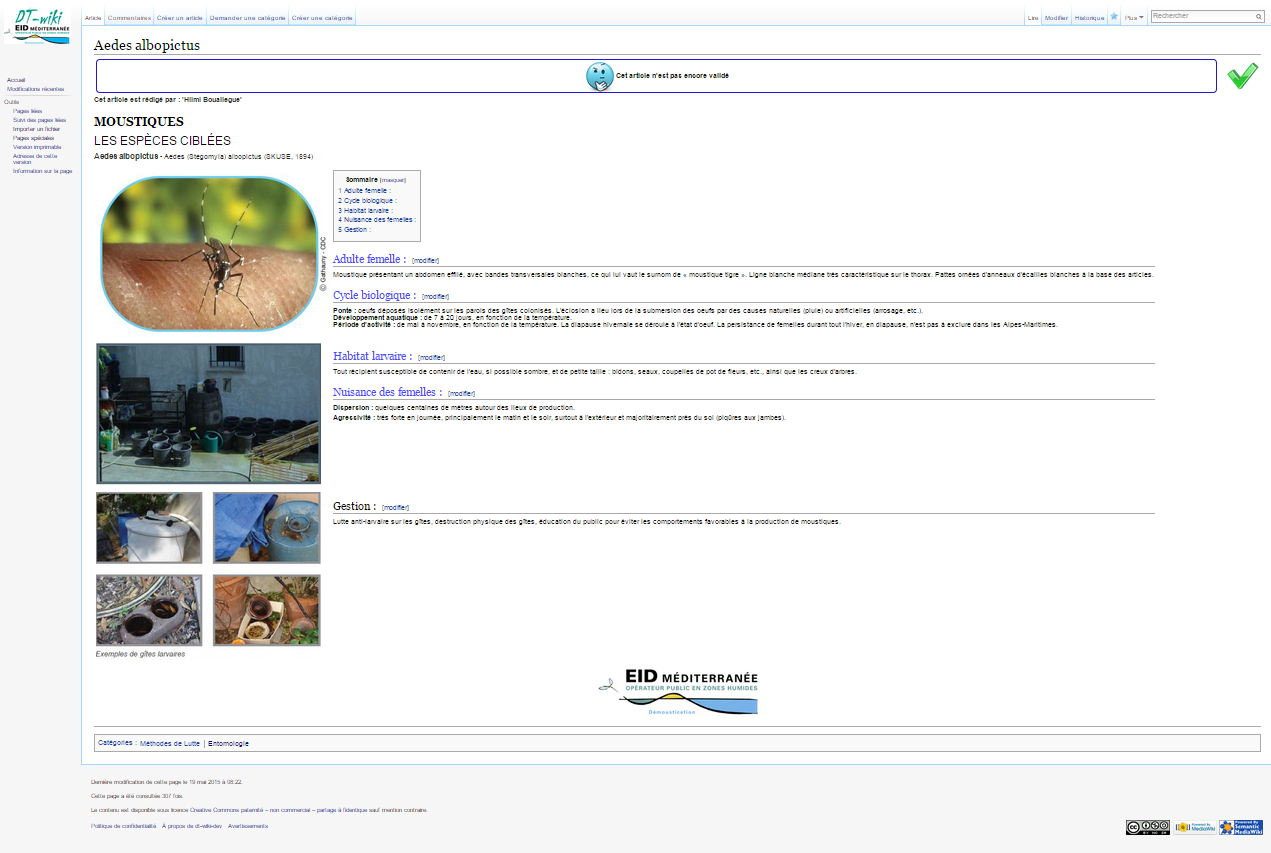 DT-wiki
EID MÉDITERRANÉE
OPÉRATEUR PUBLIC EN ZONES HUMIDES
Démoustication
Article
Commentaires
Créer un article
Demander une catégorie
Créer une catégorie
Lire
Modifier
Historique
Plus
Rechercher
Accueil
Modifications récentes
Outils
Pages liées
Suivi des pages liées
Importer un fichier
Pages spéciales
Version imprimable
Adresse de cette
version
Information sur la page
Aedes albopictus
Cet article n'est pas encore validé
Cet article est rédigé par : 'Hilmi Bouallegue'
MOUSTIQUES
LES ESPÈCES CIBLÉES
Aedes albopictus - Aedes (Stegomyia) albopictus (SKUSE, 1894)
Sommaire [masquer]
1 Adulte femelle :
2 Cycle biologique :
3 Habitat larvaire :
4 Nuisance des femelles :
5 Gestion :
© Gathauny - CDC
Adulte femelle : [modifier]
Moustique présentant un abdomen effilé, avec bandes transversales blanches, ce qui lui vaut le surnom de « moustique tigre ». Ligne blanche médiane très caractéristique sur le thorax. Pattes ornées d'anneaux d'écailles blanches à la base des articles.
Cycle biologique : [modifier]
Ponte : oeufs déposés isolément sur les parois des gîtes colonisés. L'éclosion a lieu lors de la submersion des oeufs par des causes naturelles (pluie) ou artificielles (arrosage, etc.).
Développement aquatique : de 7 à 20 jours, en fonction de la température.
Période d'activité : de mai à novembre, en fonction de la température. La diapause hivernale se déroule à l'état d'oeuf. La persistance de femelles durant tout l'hiver, en diapause, n'est pas à exclure dans les Alpes-Maritimes.
Habitat larvaire : [modifier]
Tout récipient susceptible de contenir de l'eau, si possible sombre, et de petite taille : bidons, seaux, coupelles de pot de fleurs, etc., ainsi que les creux d'arbres.
Nuisance des femelles : [modifier]
Dispersion : quelques centaines de mètres autour des lieux de production.
Agressivité : très forte en journée, principalement le matin et le soir, surtout à l'extérieur et majoritairement près du sol (piqûres aux jambes).
Gestion : [modifier]
Lutte anti-larvaire sur les gîtes, destruction physique des gîtes, éducation du public pour éviter les comportements favorables à la production de moustiques.
Exemples de gîtes larvaires
EID MÉDITERRANÉE
OPÉRATEUR PUBLIC EN ZONES HUMIDES
Démoustication
Catégories : Méthodes de Lutte | Entomologie
Dernière modification de cette page le 19 mai 2015 à 08:22.
Cette page a été consultée 307 fois.
Le contenu est disponible sous licence Creative Commons paternité – non commercial – partage à l'identique sauf mention contraire.
Politique de confidentialité
À propos de dt-wiki-dev
Avertissements
CC
BY NC SA
Powered By
MediaWiki
Powered By
Semantic
MediaWiki